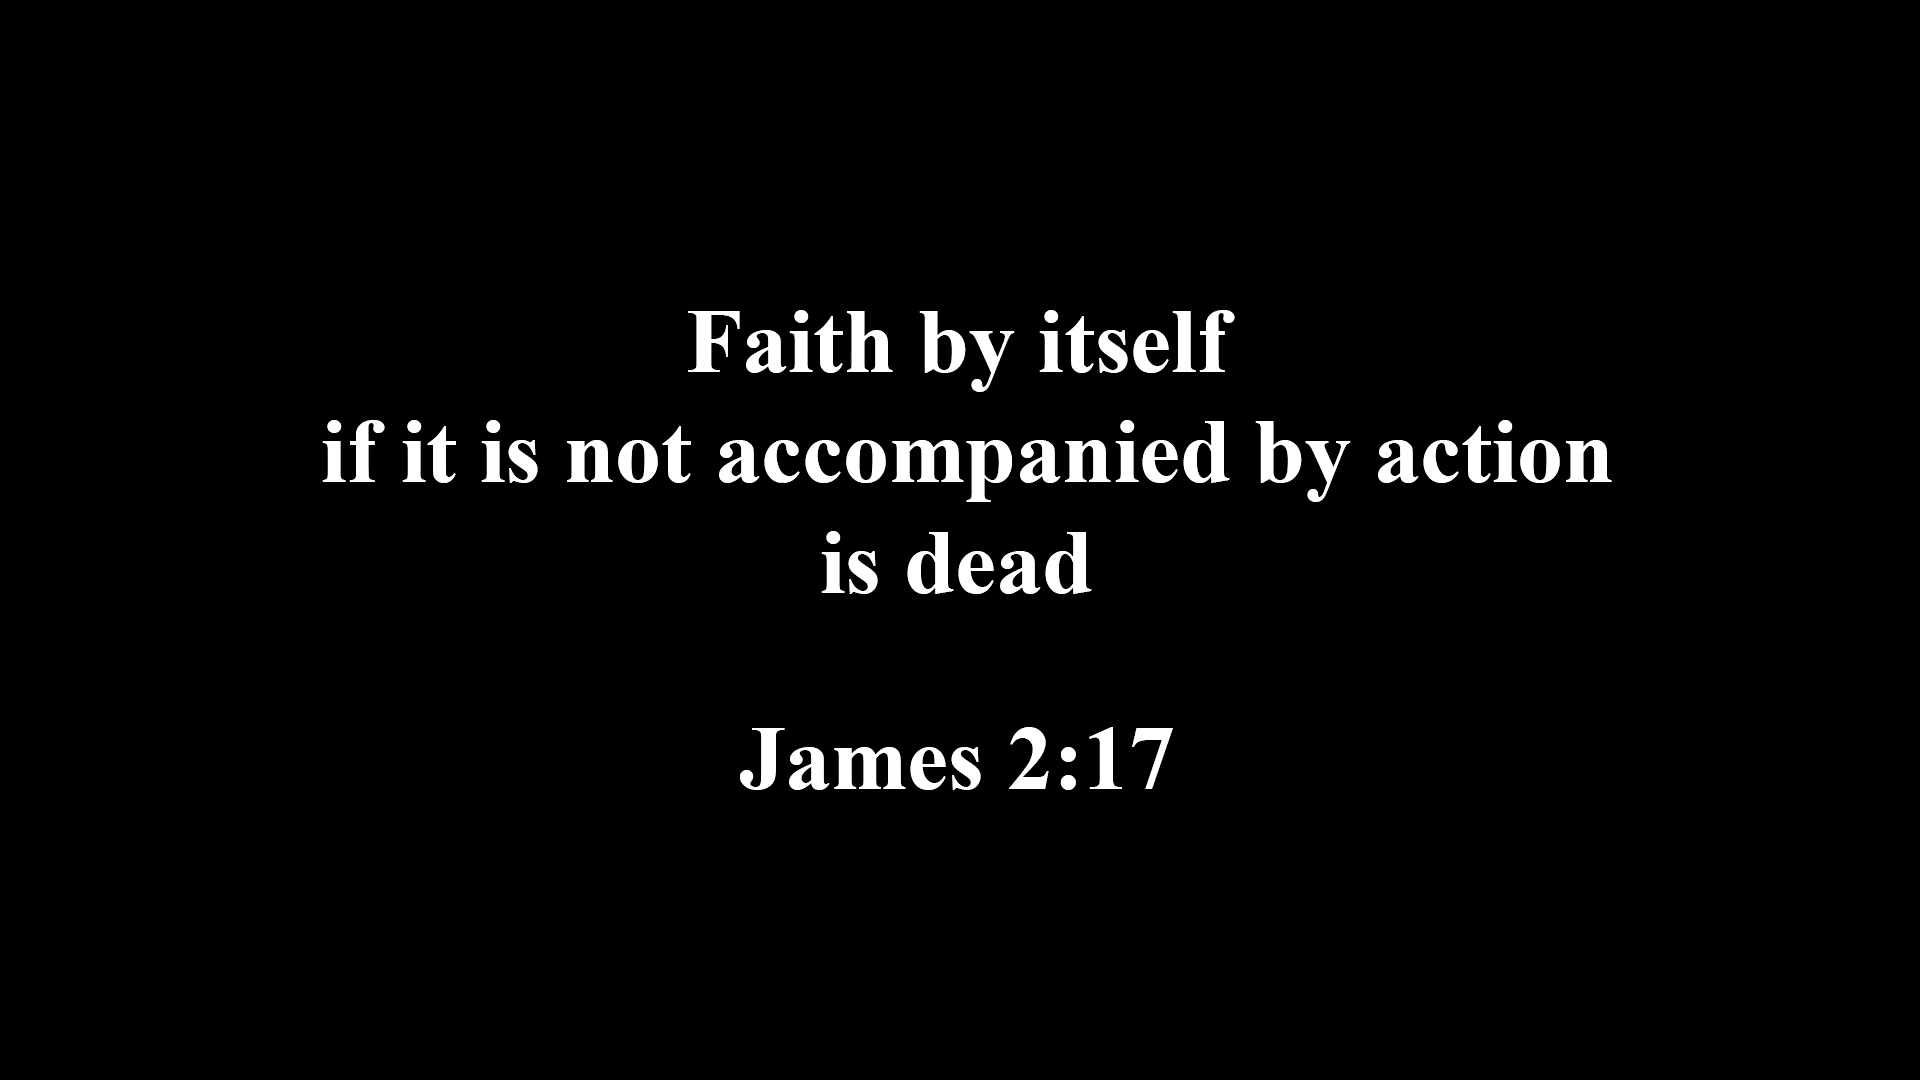 Faith by itself
if it is not accompanied by action
is dead
James 2:17